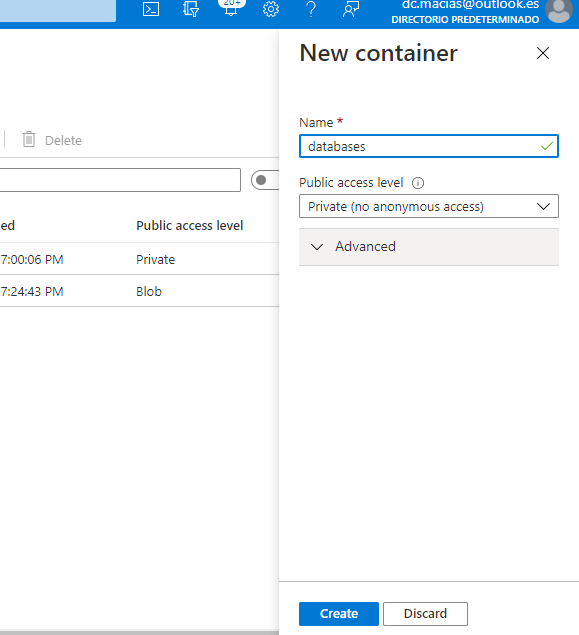 20+
dc.macias@outlook.es
DIRECTORIO PREDETERMINADO
New container
Delete
Name *
databases
Public access level
Private (no anonymous access)
Advanced
ed Public access level
7:00:06 PM Private
7:24:43 PM Blob
Create Discard